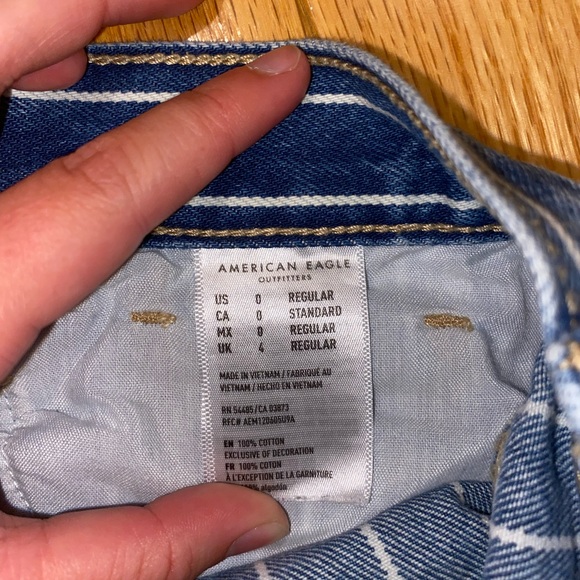 AMERICAN EAGLE
OUTFITTERS
US 0 REGULAR
CA 0 STANDARD
MX 0 REGULAR
UK 4 REGULAR
MADE IN VIETNAM / FABRIQUÉ AU
VIETNAM / HECHO EN VIETNAM
RN 54485/CA 03873
RFC# AEM120605U9A
EN 100% COTTON
EXCLUSIVE OF DECORATION
FR 100% COTON
À L'EXCEPTION DE LA GARNITURE
algodón